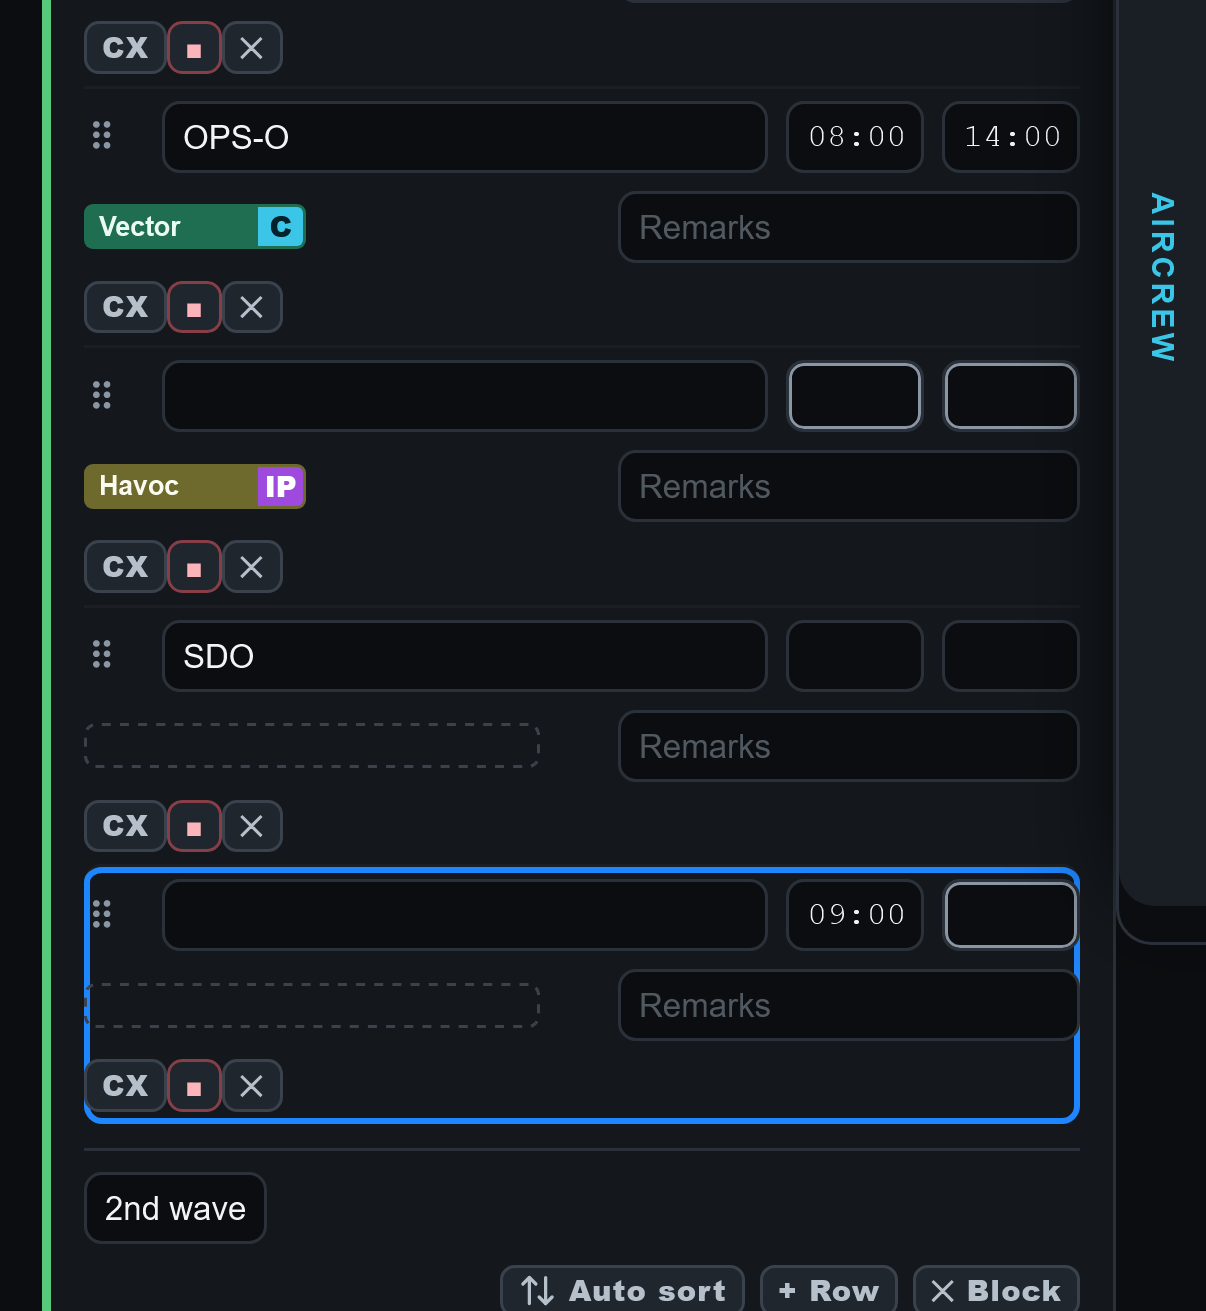 CX
OPS-O 08:00 14:00
Vector C Remarks
CX
Havoc IP Remarks
CX
SDO
Remarks
CX
09:00
Remarks
CX
2nd wave
Auto sort + Row Block
AIRCREW